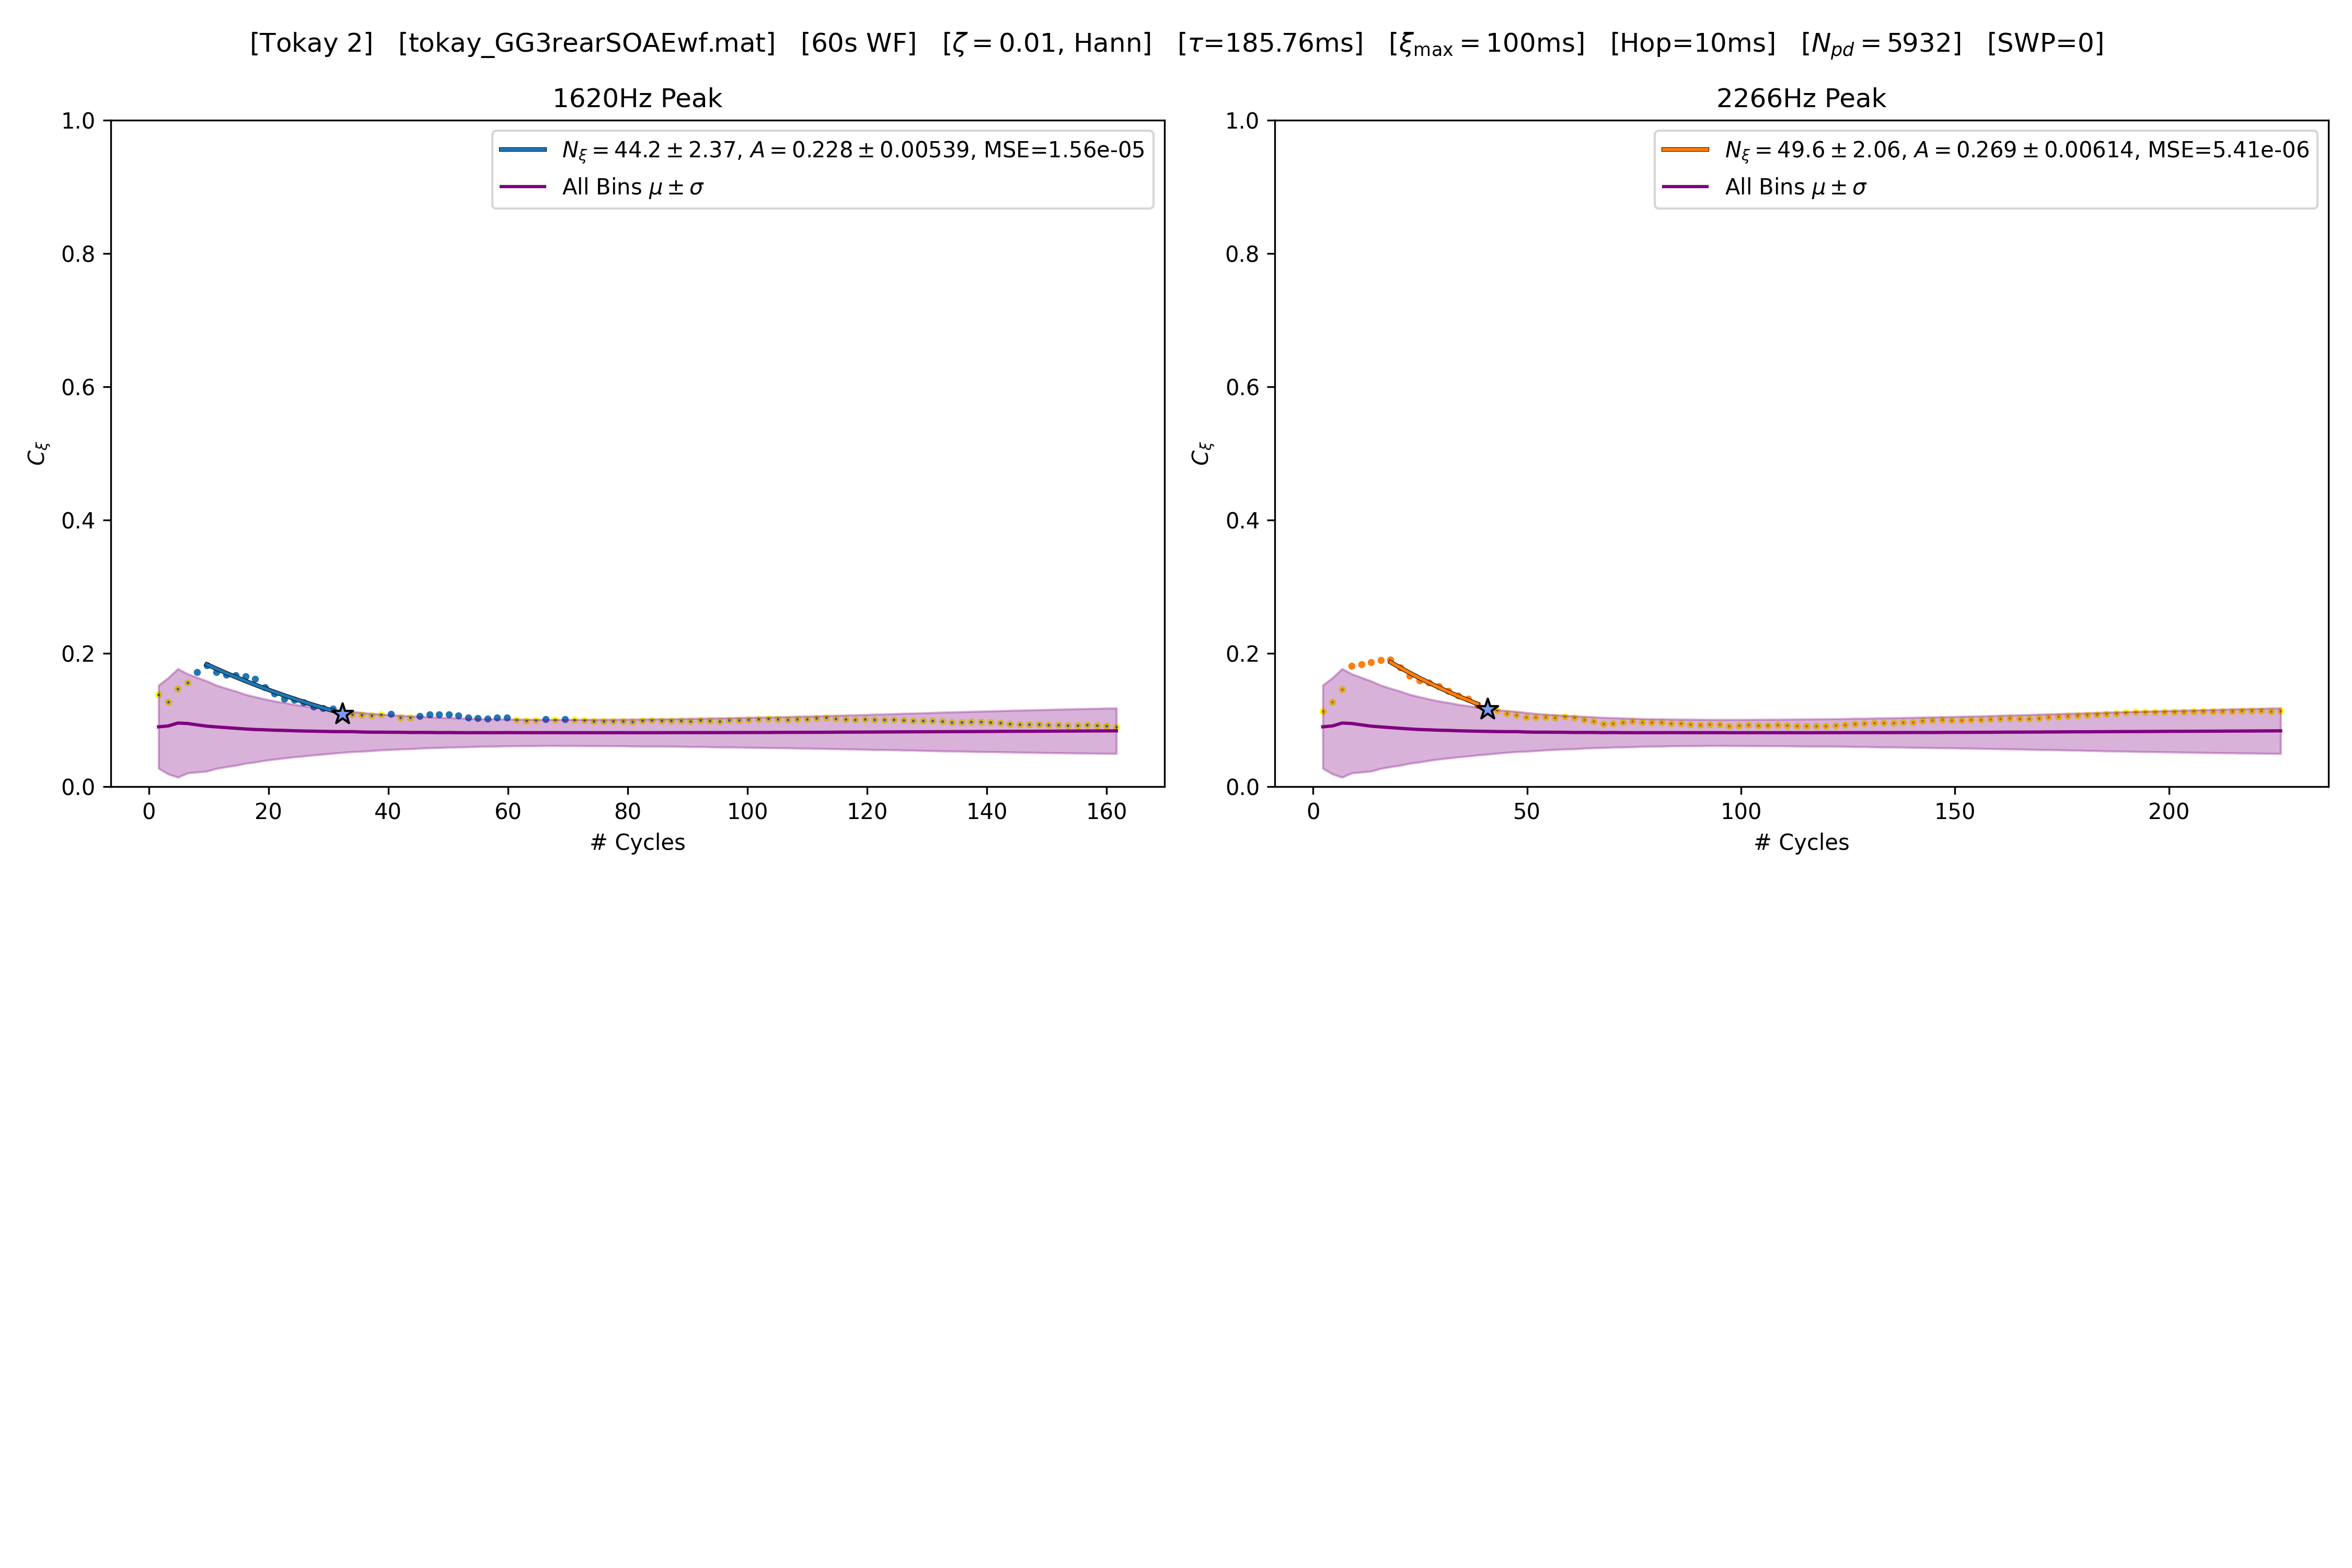 [Tokay 2] [tokay_GG3rearSOAEwf.mat] [60s WF] [ζ = 0.01, Hann] [τ=185.76ms] [ξmax = 100ms] [Hop=10ms] [Npd = 5932] [SWP=0]
1620Hz Peak
Nξ = 44.2 ± 2.37, A = 0.228 ± 0.00539, MSE=1.56e-05
All Bins μ ± σ
1.0
0.8
0.6
0.4
0.2
0.0
Cξ
0 20 40 60 80 100 120 140 160
# Cycles
2266Hz Peak
Nξ = 49.6 ± 2.06, A = 0.269 ± 0.00614, MSE=5.41e-06
All Bins μ ± σ
1.0
0.8
0.6
0.4
0.2
0.0
Cξ
0 50 100 150 200
# Cycles